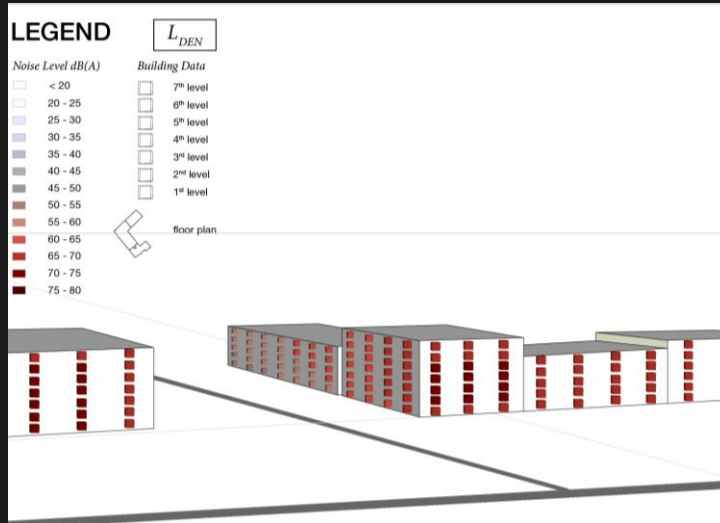 LEGEND
L DEN
Noise Level dB(A)
< 20
20 - 25
25 - 30
30 - 35
35 - 40
40 - 45
45 - 50
50 - 55
55 - 60
60 - 65
65 - 70
70 - 75
75 - 80
Building Data
7th level
6th level
5th level
4th level
3rd level
2nd level
1st level
floor plan